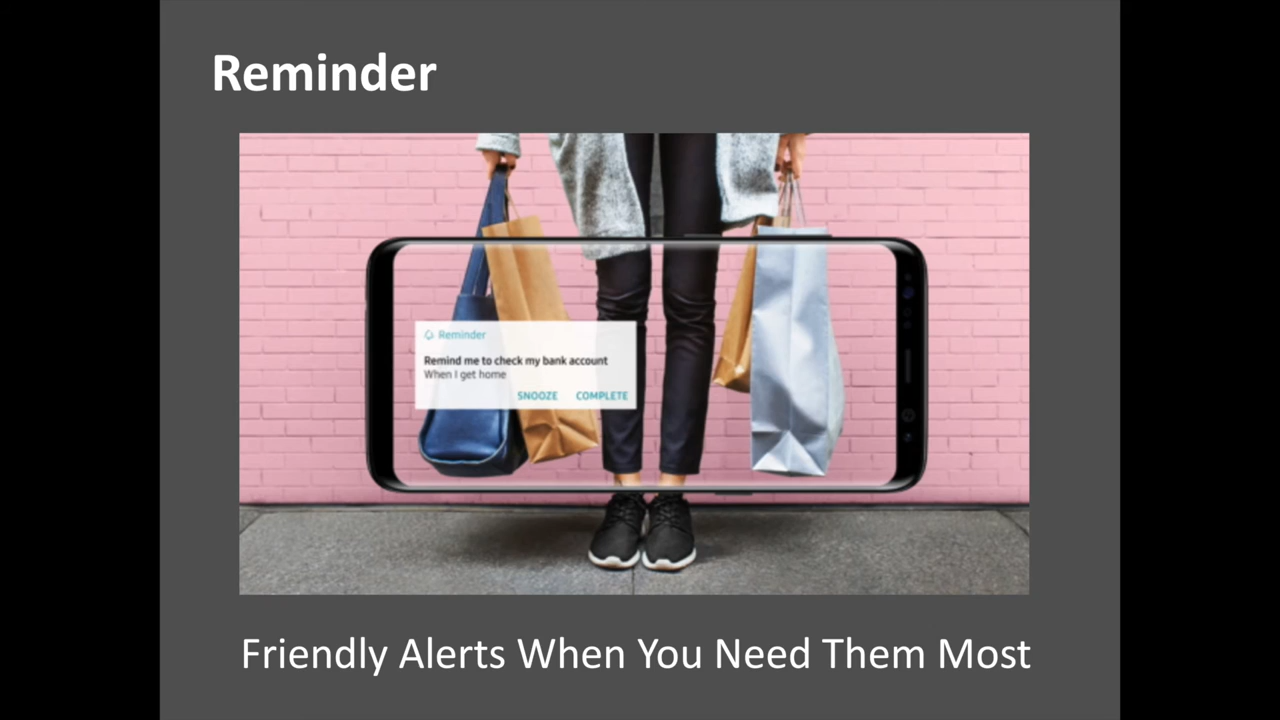 Reminder
Reminder
Remind me to check my bank account
When I get home
SNOOZE COMPLETE
Friendly Alerts When You Need Them Most